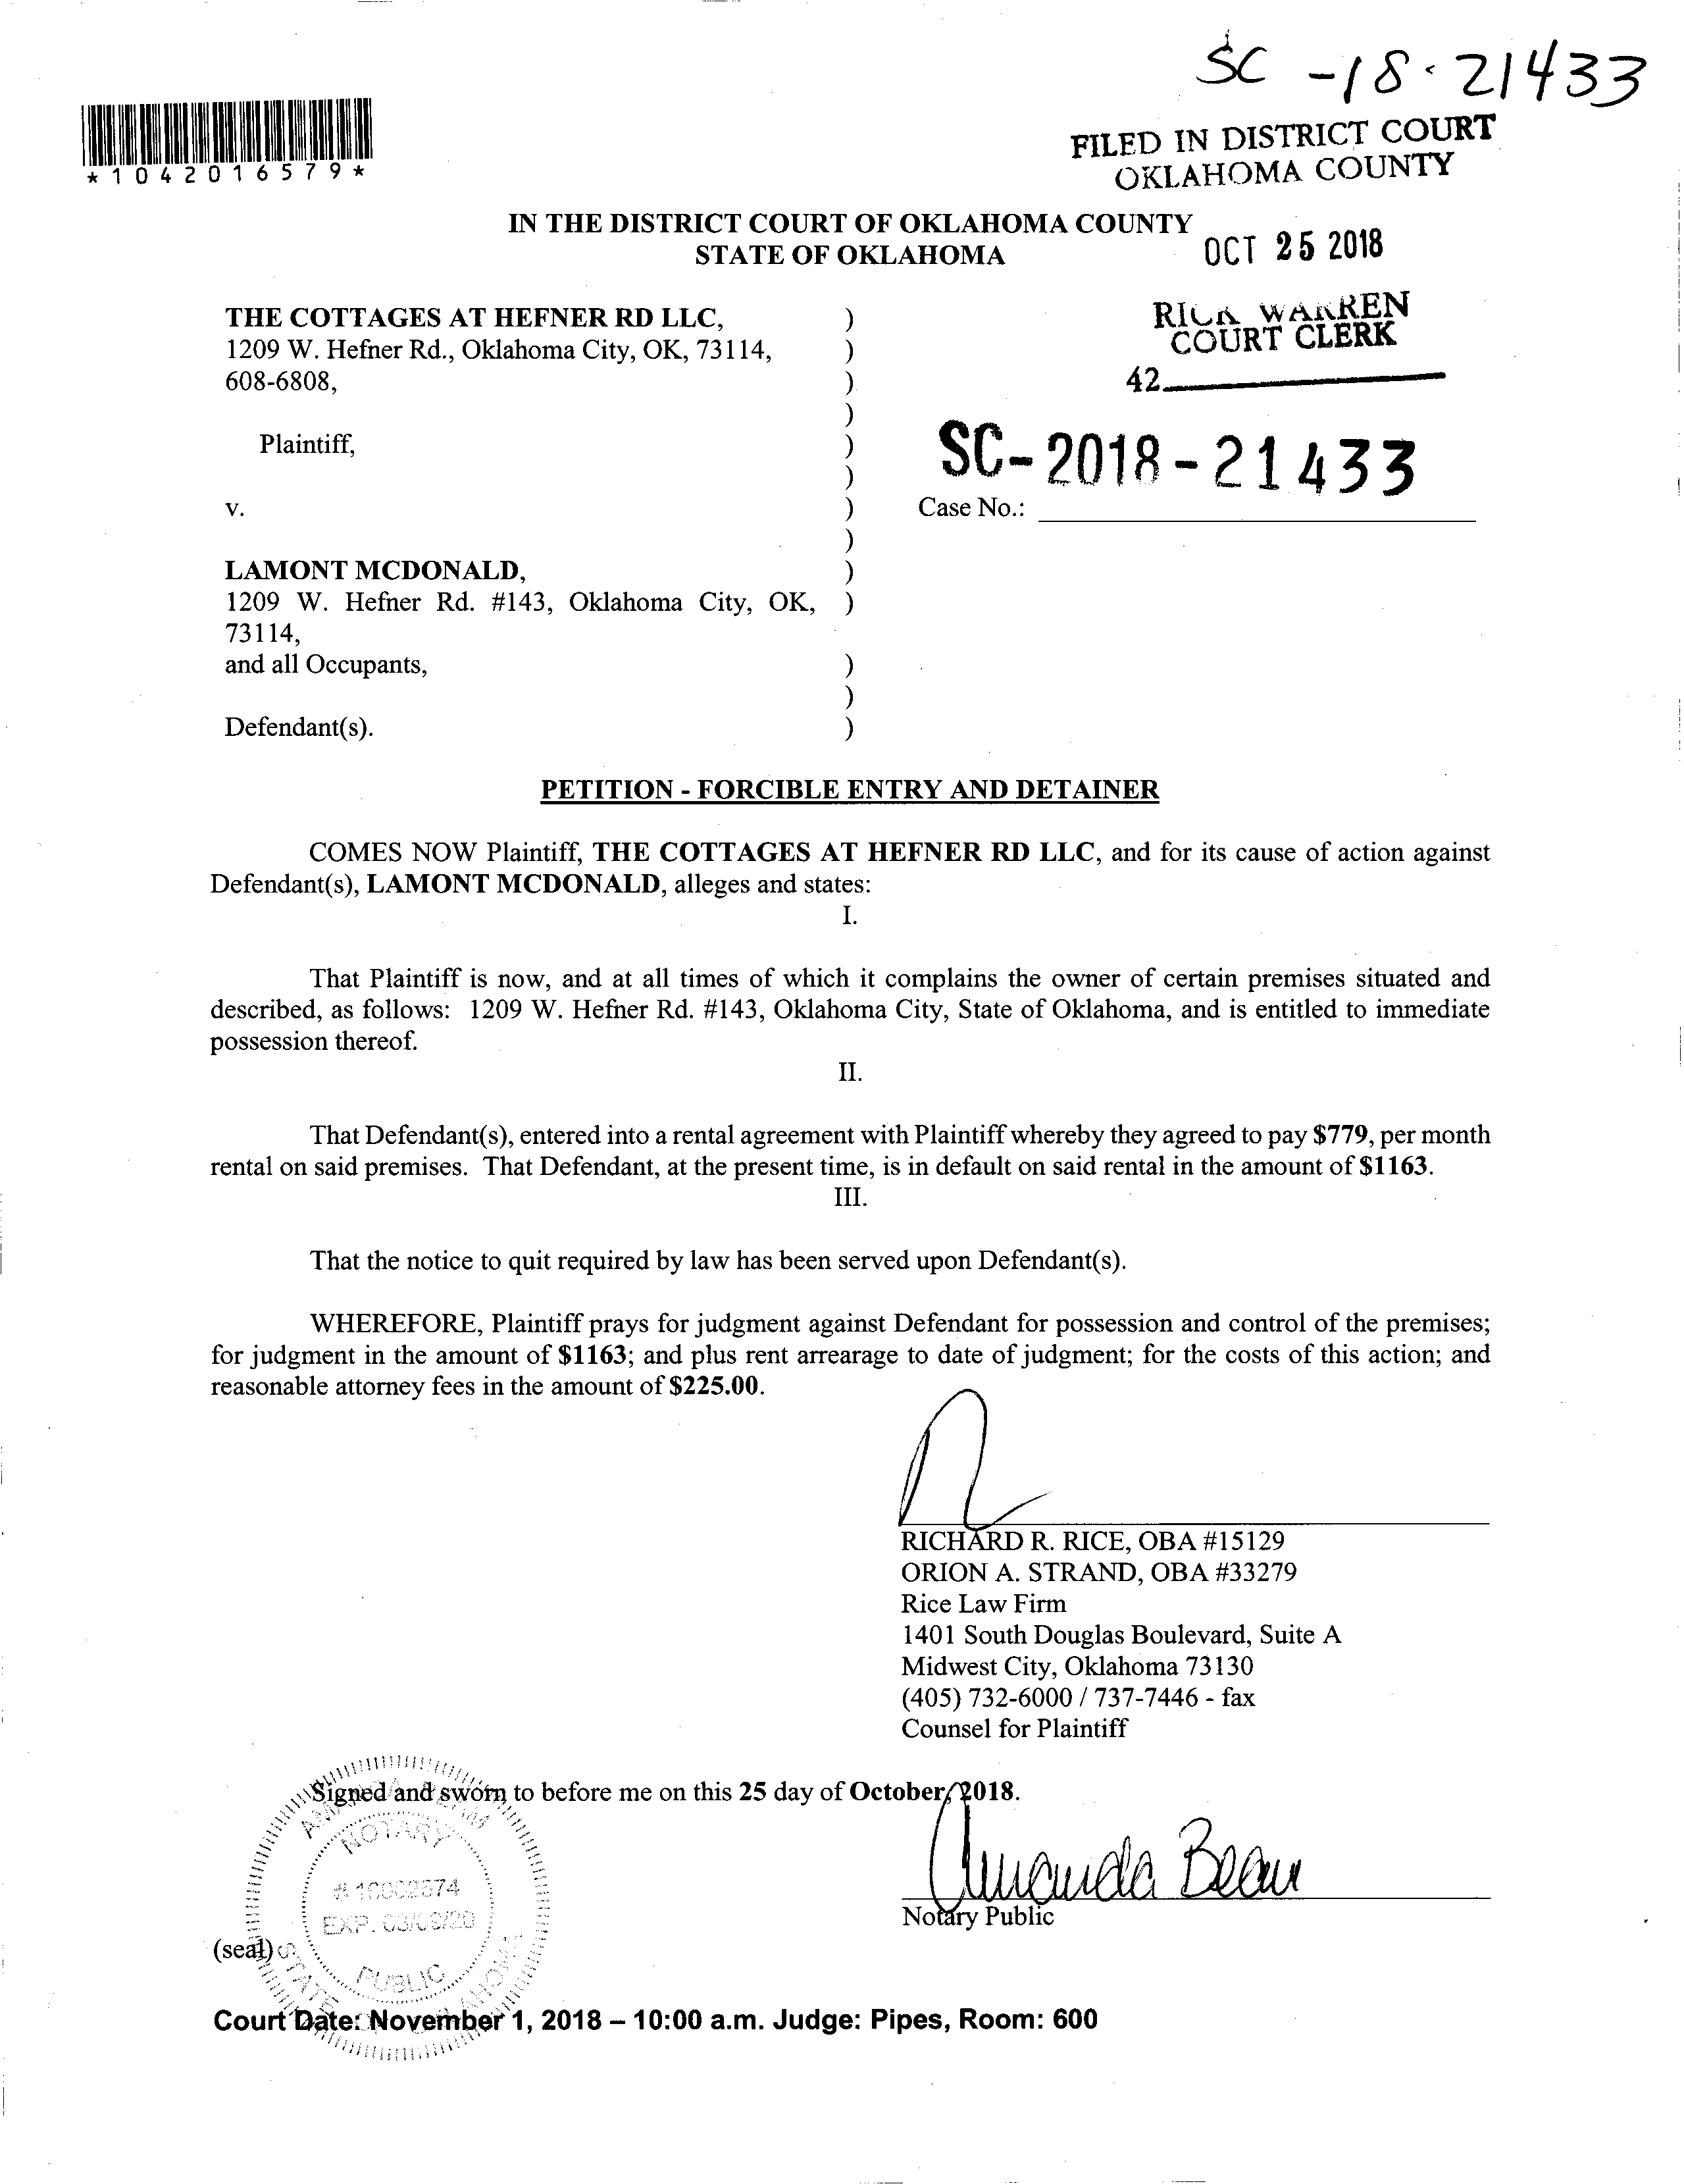 SC-18-21433
*1042016579*
FILED IN DISTRICT COURT
OKLAHOMA COUNTY
IN THE DISTRICT COURT OF OKLAHOMA COUNTY
STATE OF OKLAHOMA
OCT 25 2018
THE COTTAGES AT HEFNER RD LLC, )
1209 W. Hefner Rd., Oklahoma City, OK, 73114, )
608-6808, )
)
Plaintiff, )
)
v. )
)
LAMONT MCDONALD, )
1209 W. Hefner Rd. #143, Oklahoma City, OK, )
73114,
and all Occupants, )
)
Defendant(s). )
RICK WARREN
COURT CLERK
42
SC-2018-21433
Case No.:
PETITION - FORCIBLE ENTRY AND DETAINER
COMES NOW Plaintiff, THE COTTAGES AT HEFNER RD LLC, and for its cause of action against
Defendant(s), LAMONT MCDONALD, alleges and states:
I.
That Plaintiff is now, and at all times of which it complains the owner of certain premises situated and
described, as follows: 1209 W. Hefner Rd. #143, Oklahoma City, State of Oklahoma, and is entitled to immediate
possession thereof.
II.
That Defendant(s), entered into a rental agreement with Plaintiff whereby they agreed to pay $779, per month
rental on said premises. That Defendant, at the present time, is in default on said rental in the amount of $1163.
III.
That the notice to quit required by law has been served upon Defendant(s).
WHEREFORE, Plaintiff prays for judgment against Defendant for possession and control of the premises;
for judgment in the amount of $1163; and plus rent arrearage to date of judgment; for the costs of this action; and
reasonable attorney fees in the amount of $225.00.
RICHARD R. RICE, OBA #15129
ORION A. STRAND, OBA #33279
Rice Law Firm
1401 South Douglas Boulevard, Suite A
Midwest City, Oklahoma 73130
(405) 732-6000 / 737-7446 - fax
Counsel for Plaintiff
Signed and sworn to before me on this 25 day of October, 2018.
Amanda Bean
Notary Public
NOTARY
EXP. 03/09/20
PUBLIC
STATE OF OKLAHOMA
(seal)
Court Date: November 1, 2018 – 10:00 a.m. Judge: Pipes, Room: 600